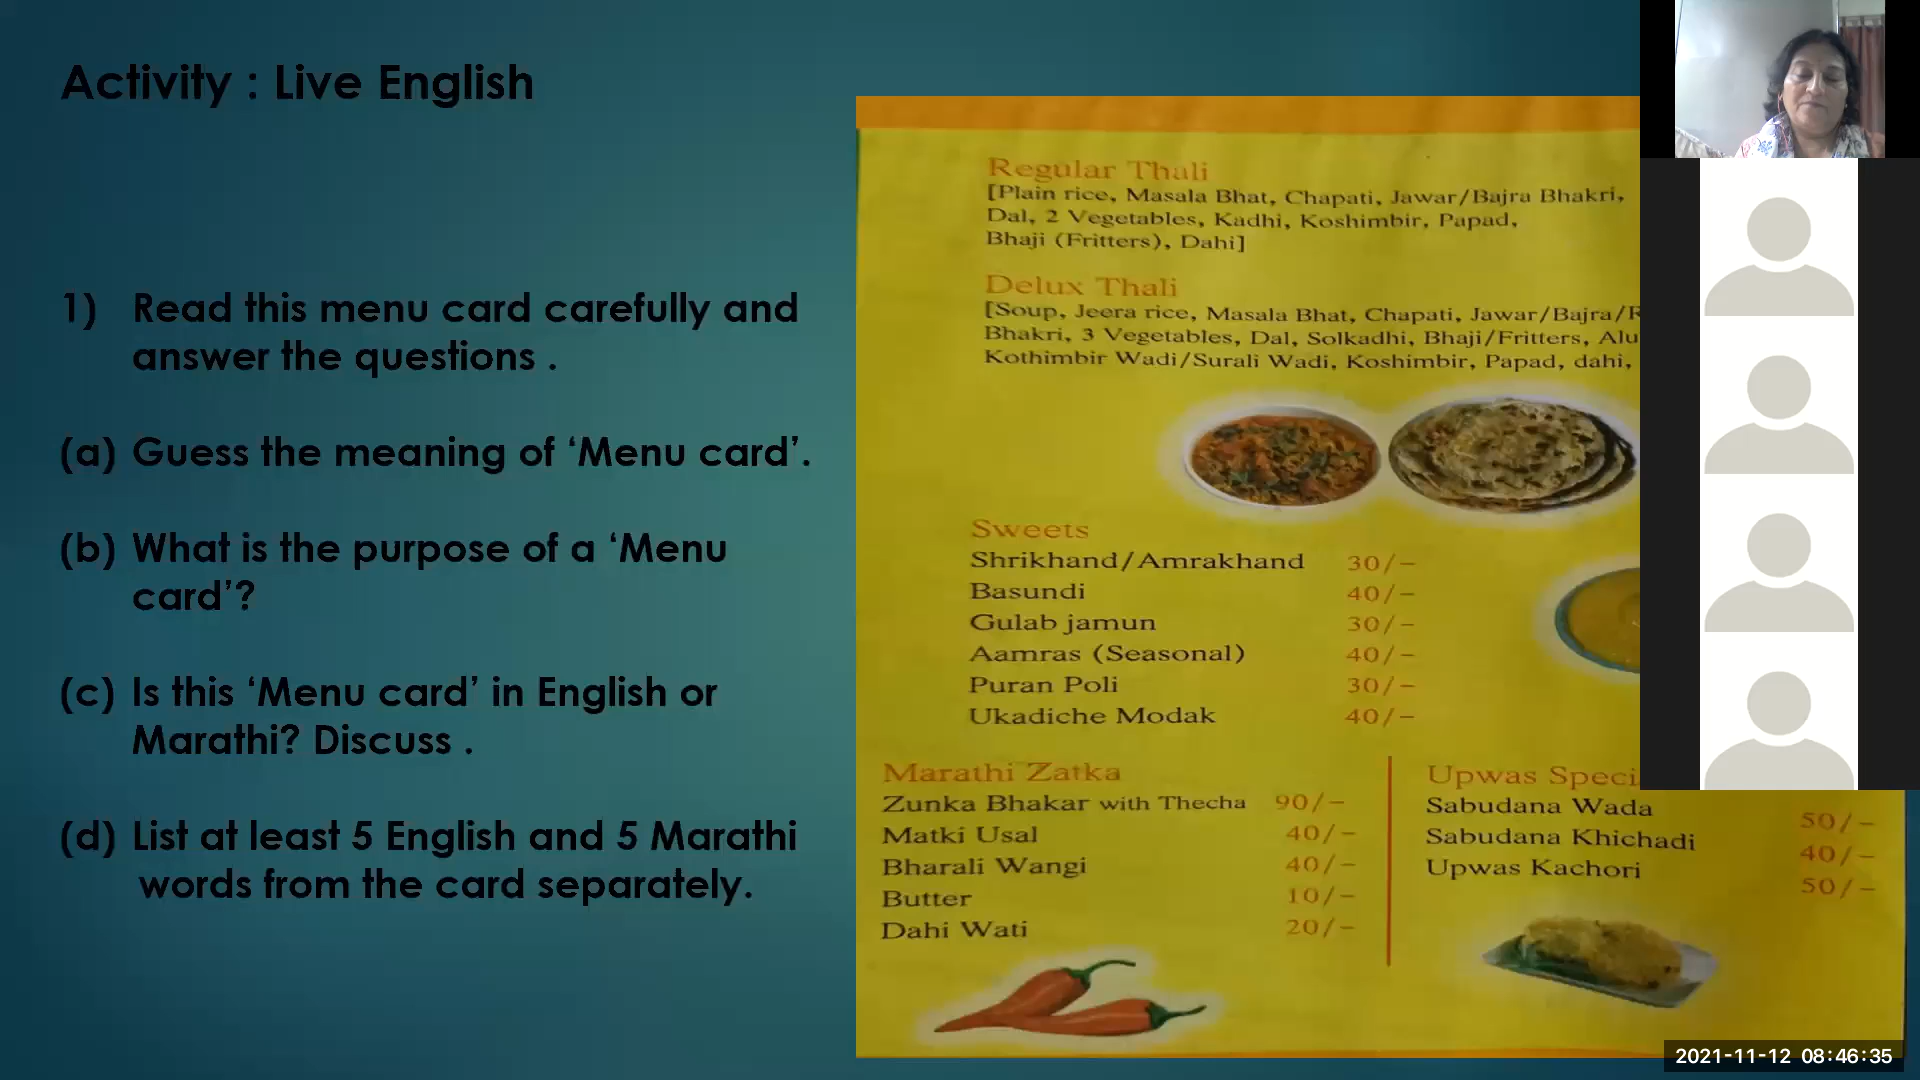 Activity : Live English
1) Read this menu card carefully and
answer the questions .
(a) Guess the meaning of ‘Menu card’.
(b) What is the purpose of a ‘Menu
card’?
(c) Is this ‘Menu card’ in English or
Marathi? Discuss .
(d) List at least 5 English and 5 Marathi
words from the card separately.
Regular Thali
[Plain rice, Masala Bhat, Chapati, Jawar/Bajra Bhakri,
Dal, 2 Vegetables, Kadhi, Koshimbir, Papad,
Bhaji (Fritters), Dahi]
Delux Thali
[Soup, Jeera rice, Masala Bhat, Chapati, Jawar/Bajra/
Bhakri, 3 Vegetables, Dal, Solkadhi, Bhaji/Fritters, Alu
Kothimbir Wadi/Surali Wadi, Koshimbir, Papad, dahi,
Sweets
Shrikhand/Amrakhand 30/-
Basundi 40/-
Gulab jamun 30/-
Aamras (Seasonal) 40/-
Puran Poli 30/-
Ukadiche Modak 40/-
Marathi Zatka
Zunka Bhakar with Thecha 90/-
Matki Usal 40/-
Bharali Wangi 40/-
Butter 10/-
Dahi Wati 20/-
Upwas Speci
Sabudana Wada 50/-
Sabudana Khichadi 40/-
Upwas Kachori 50/-
2021-11-12 08:46:35